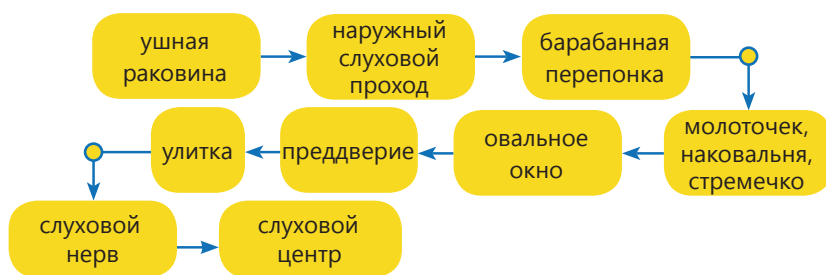 ушная
раковина
наружный
слуховой
проход
барабанная
перепонка
молоточек,
наковальня,
стремечко
овальное
окно
преддверие
улитка
слуховой
нерв
слуховой
центр